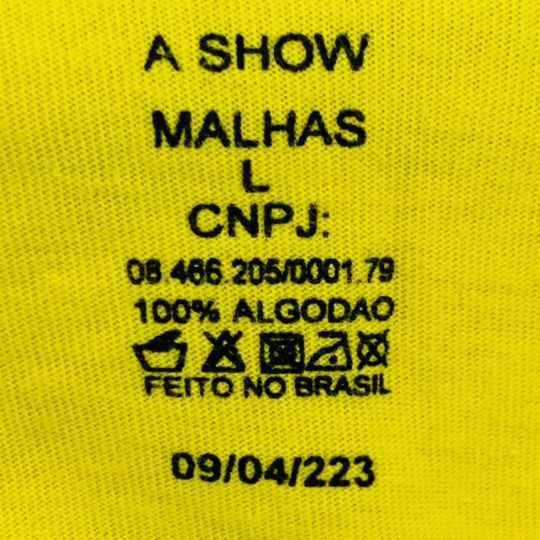 A SHOW
MALHAS
L
CNPJ:
08.466.205/0001.79
100% ALGODAO
FEITO NO BRASIL
09/04/223